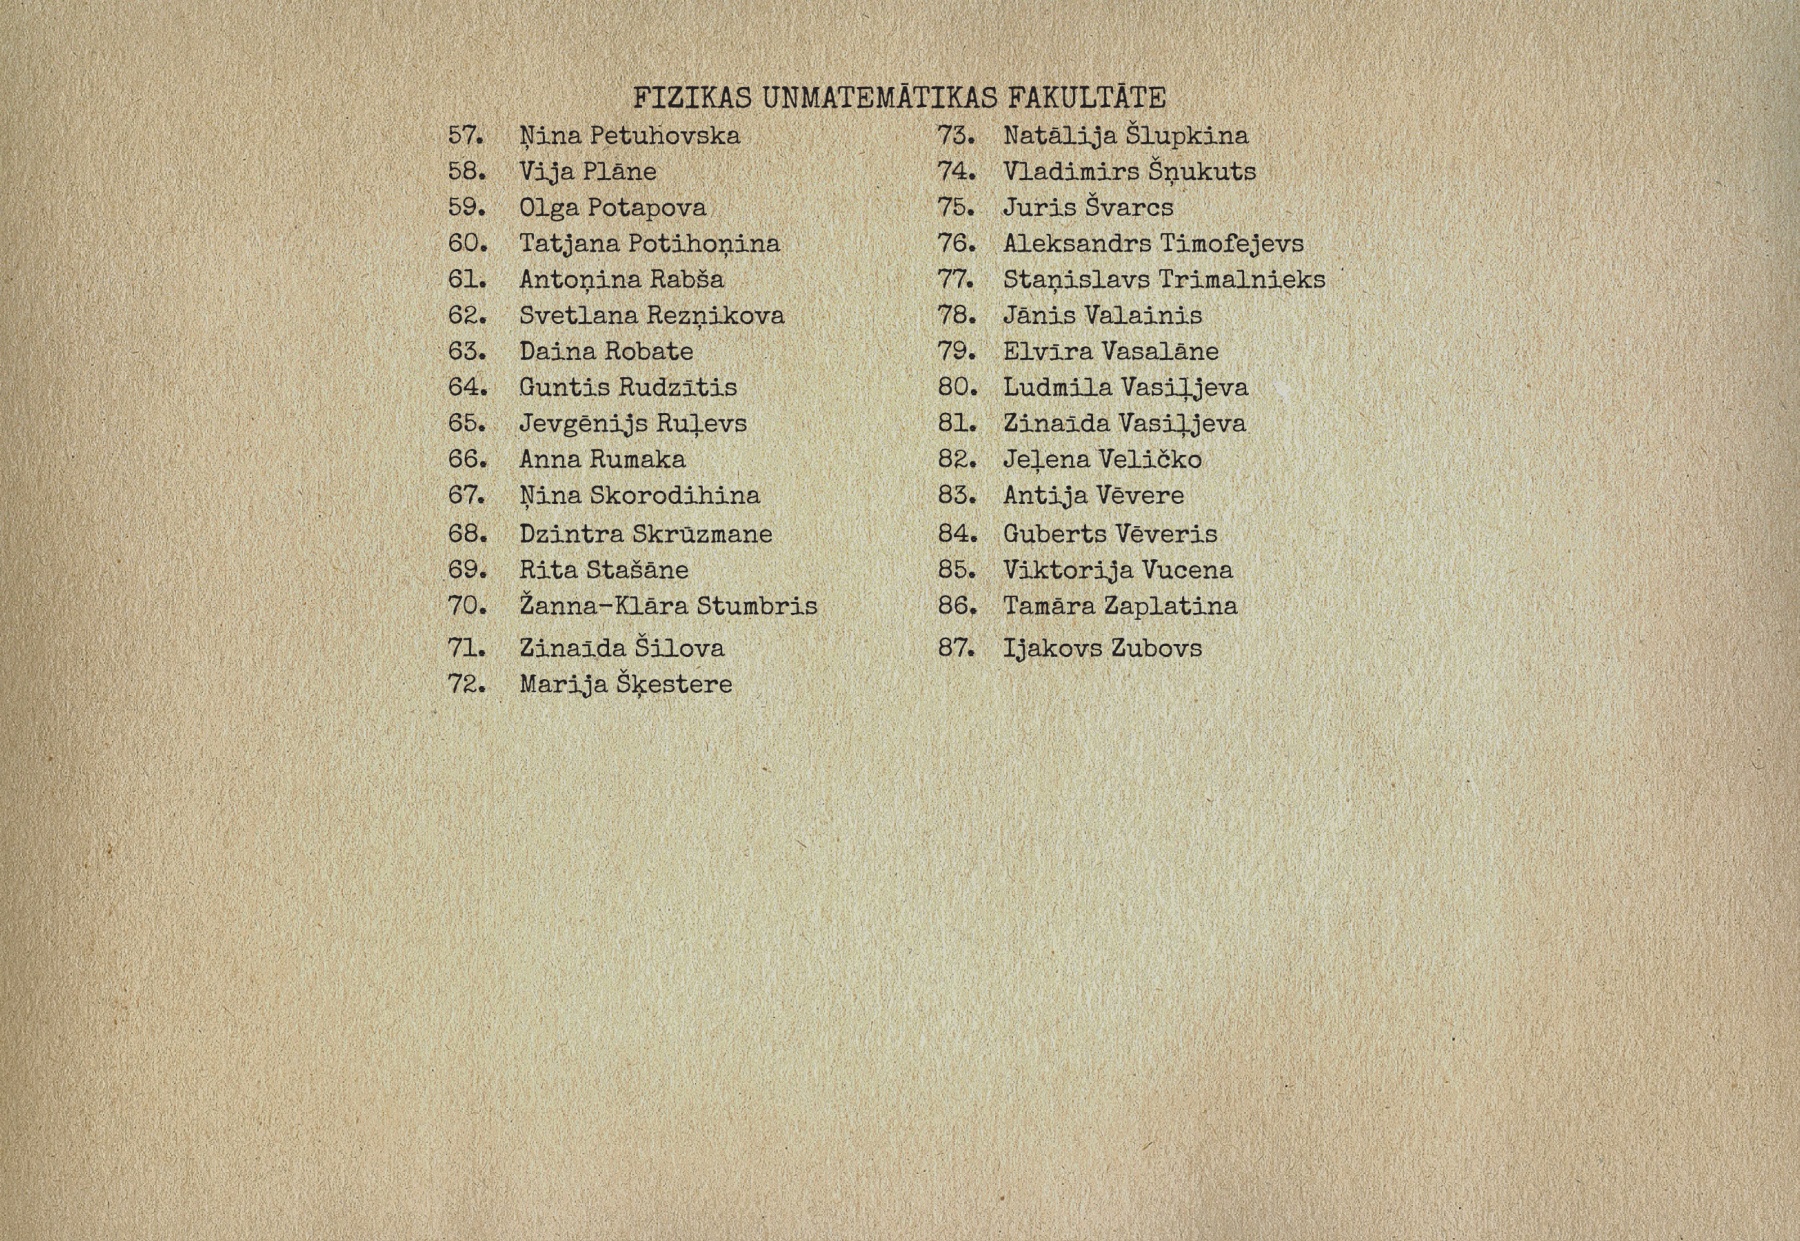 FIZIKAS UNMATEMĀTIKAS FAKULTĀTE
57. Ņina Petuhovska
58. Vija Plāne
59. Olga Potapova
60. Tatjana Potihoņina
61. Antoņina Rabša
62. Svetlana Rezņikova
63. Daina Robate
64. Guntis Rudzītis
65. Jevgēnijs Ruļevs
66. Anna Rumaka
67. Ņina Skorodihina
68. Dzintra Skrūzmane
69. Rita Stašāne
70. Žanna-Klāra Stumbris
71. Zinaīda Šilova
72. Marija Šķestere
73. Natālija Šlupkina
74. Vladimirs Šņukuts
75. Juris Švarcs
76. Aleksandrs Timofejevs
77. Staņislavs Trimalnieks
78. Jānis Valainis
79. Elvīra Vasalāne
80. Ludmila Vasiļjeva
81. Zinaīda Vasiļjeva
82. Jeļena Veličko
83. Antija Vēvere
84. Guberts Vēveris
85. Viktorija Vucena
86. Tamāra Zaplatina
87. Ijakovs Zubovs